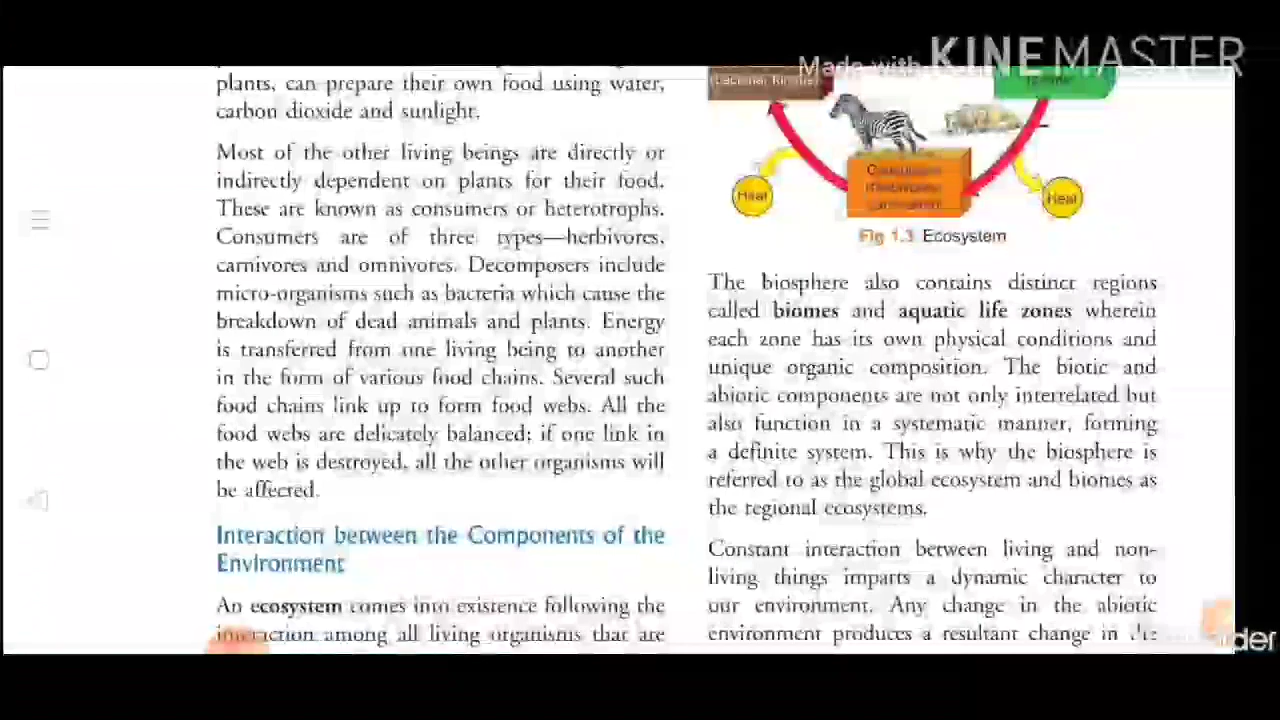 Made with KINEMASTER
plants, can prepare their own food using water,
carbon dioxide and sunlight.
Most of the other living beings are directly or
indirectly dependent on plants for their food.
These are known as consumers or heterotrophs.
Consumers are of three types—herbivores,
carnivores and omnivores. Decomposers include
micro-organisms such as bacteria which cause the
breakdown of dead animals and plants. Energy
is transferred from one living being to another
in the form of various food chains. Several such
food chains link up to form food webs. All the
food webs are delicately balanced; if one link in
the web is destroyed, all the other organisms will
be affected.
Interaction between the Components of the
Environment
An ecosystem comes into existence following the
interaction among all living organisms that are
Heat
Heat
Fig 1.3 Ecosystem
The biosphere also contains distinct regions
called biomes and aquatic life zones wherein
each zone has its own physical conditions and
unique organic composition. The biotic and
abiotic components are not only interrelated but
also function in a systematic manner, forming
a definite system. This is why the biosphere is
referred to as the global ecosystem and biomes as
the regional ecosystems.
Constant interaction between living and non-
living things imparts a dynamic character to
our environment. Any change in the abiotic
environment produces a resultant change in the